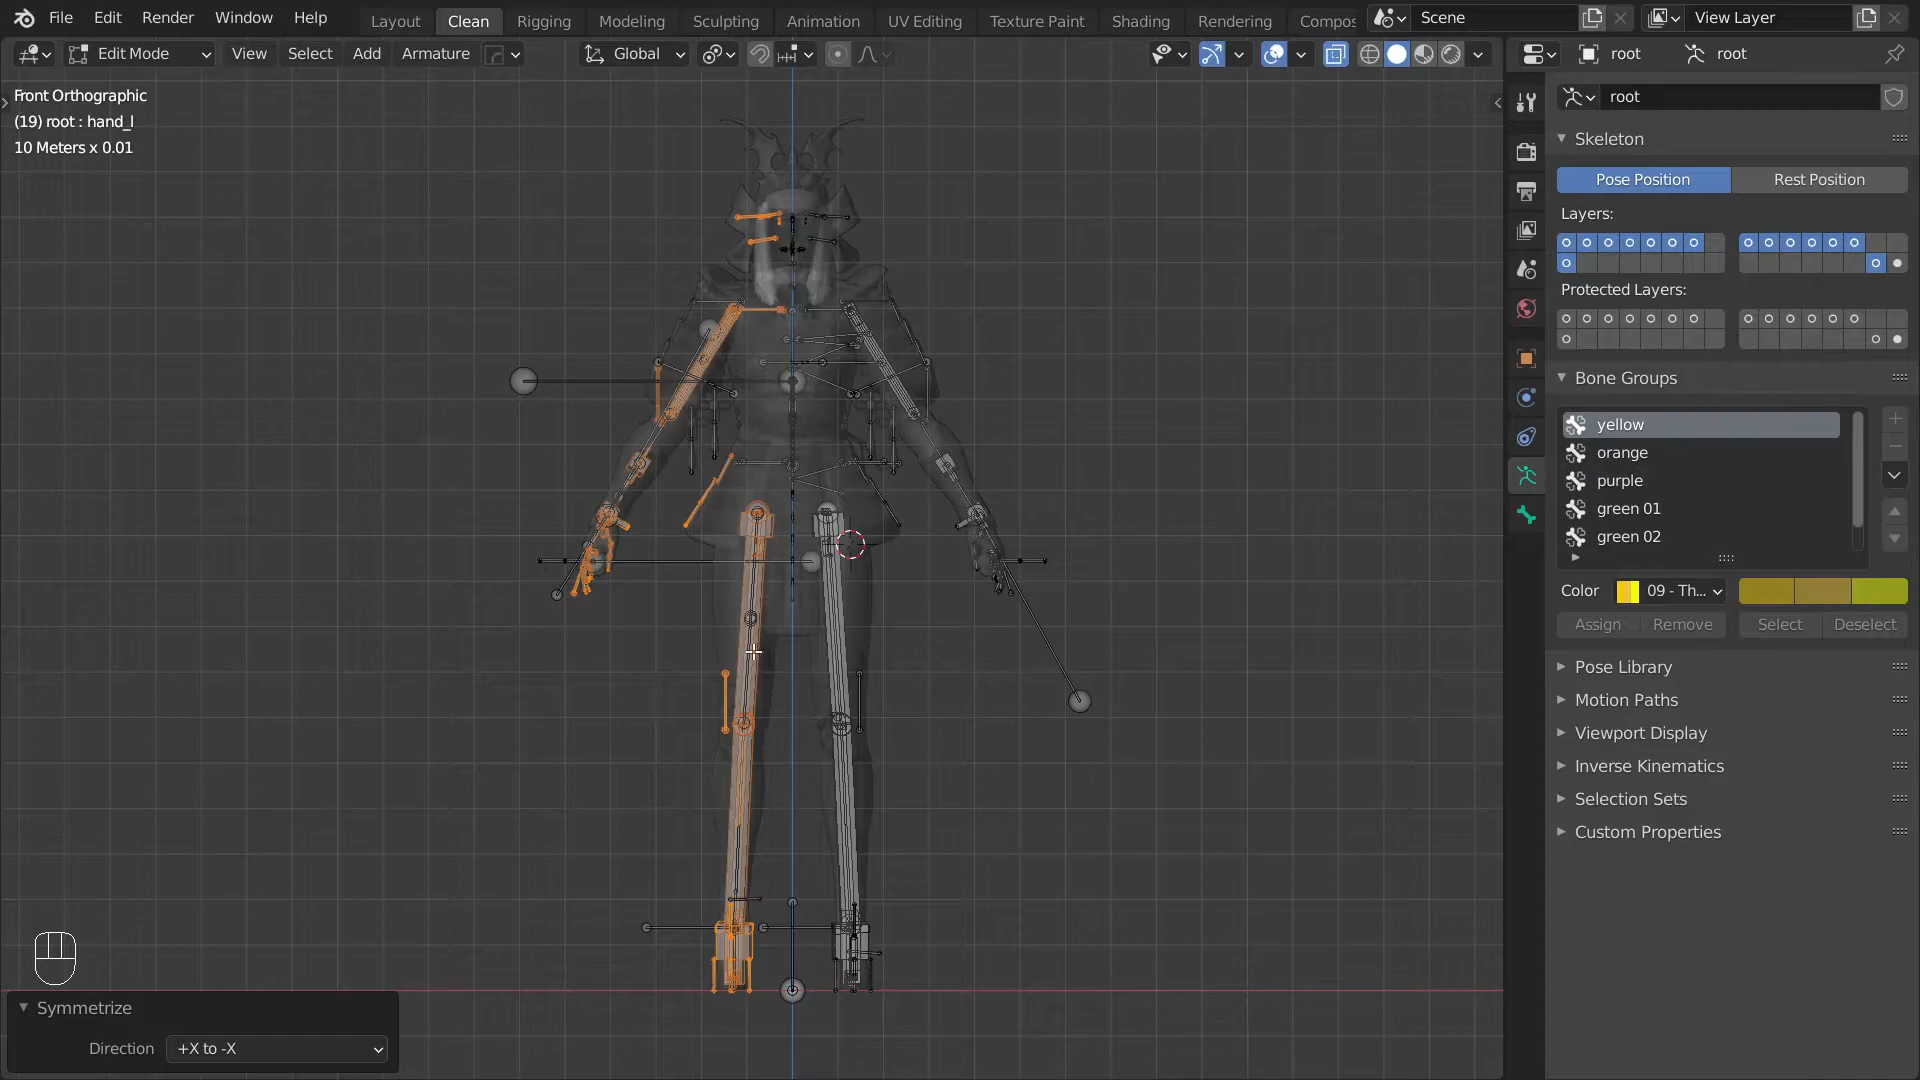 File Edit Render Window Help
Layout Clean Rigging Modeling Sculpting Animation UV Editing Texture Paint Shading Rendering Compos
Scene View Layer
Edit Mode View Select Add Armature Global
root root
Front Orthographic
(19) root : hand_l
10 Meters x 0.01
root
Skeleton
Pose Position Rest Position
Layers:
Protected Layers:
Bone Groups
yellow
orange
purple
green 01
green 02
Color 09 - Th...
Assign Remove Select Deselect
Pose Library
Motion Paths
Viewport Display
Inverse Kinematics
Selection Sets
Custom Properties
Symmetrize
Direction +X to -X